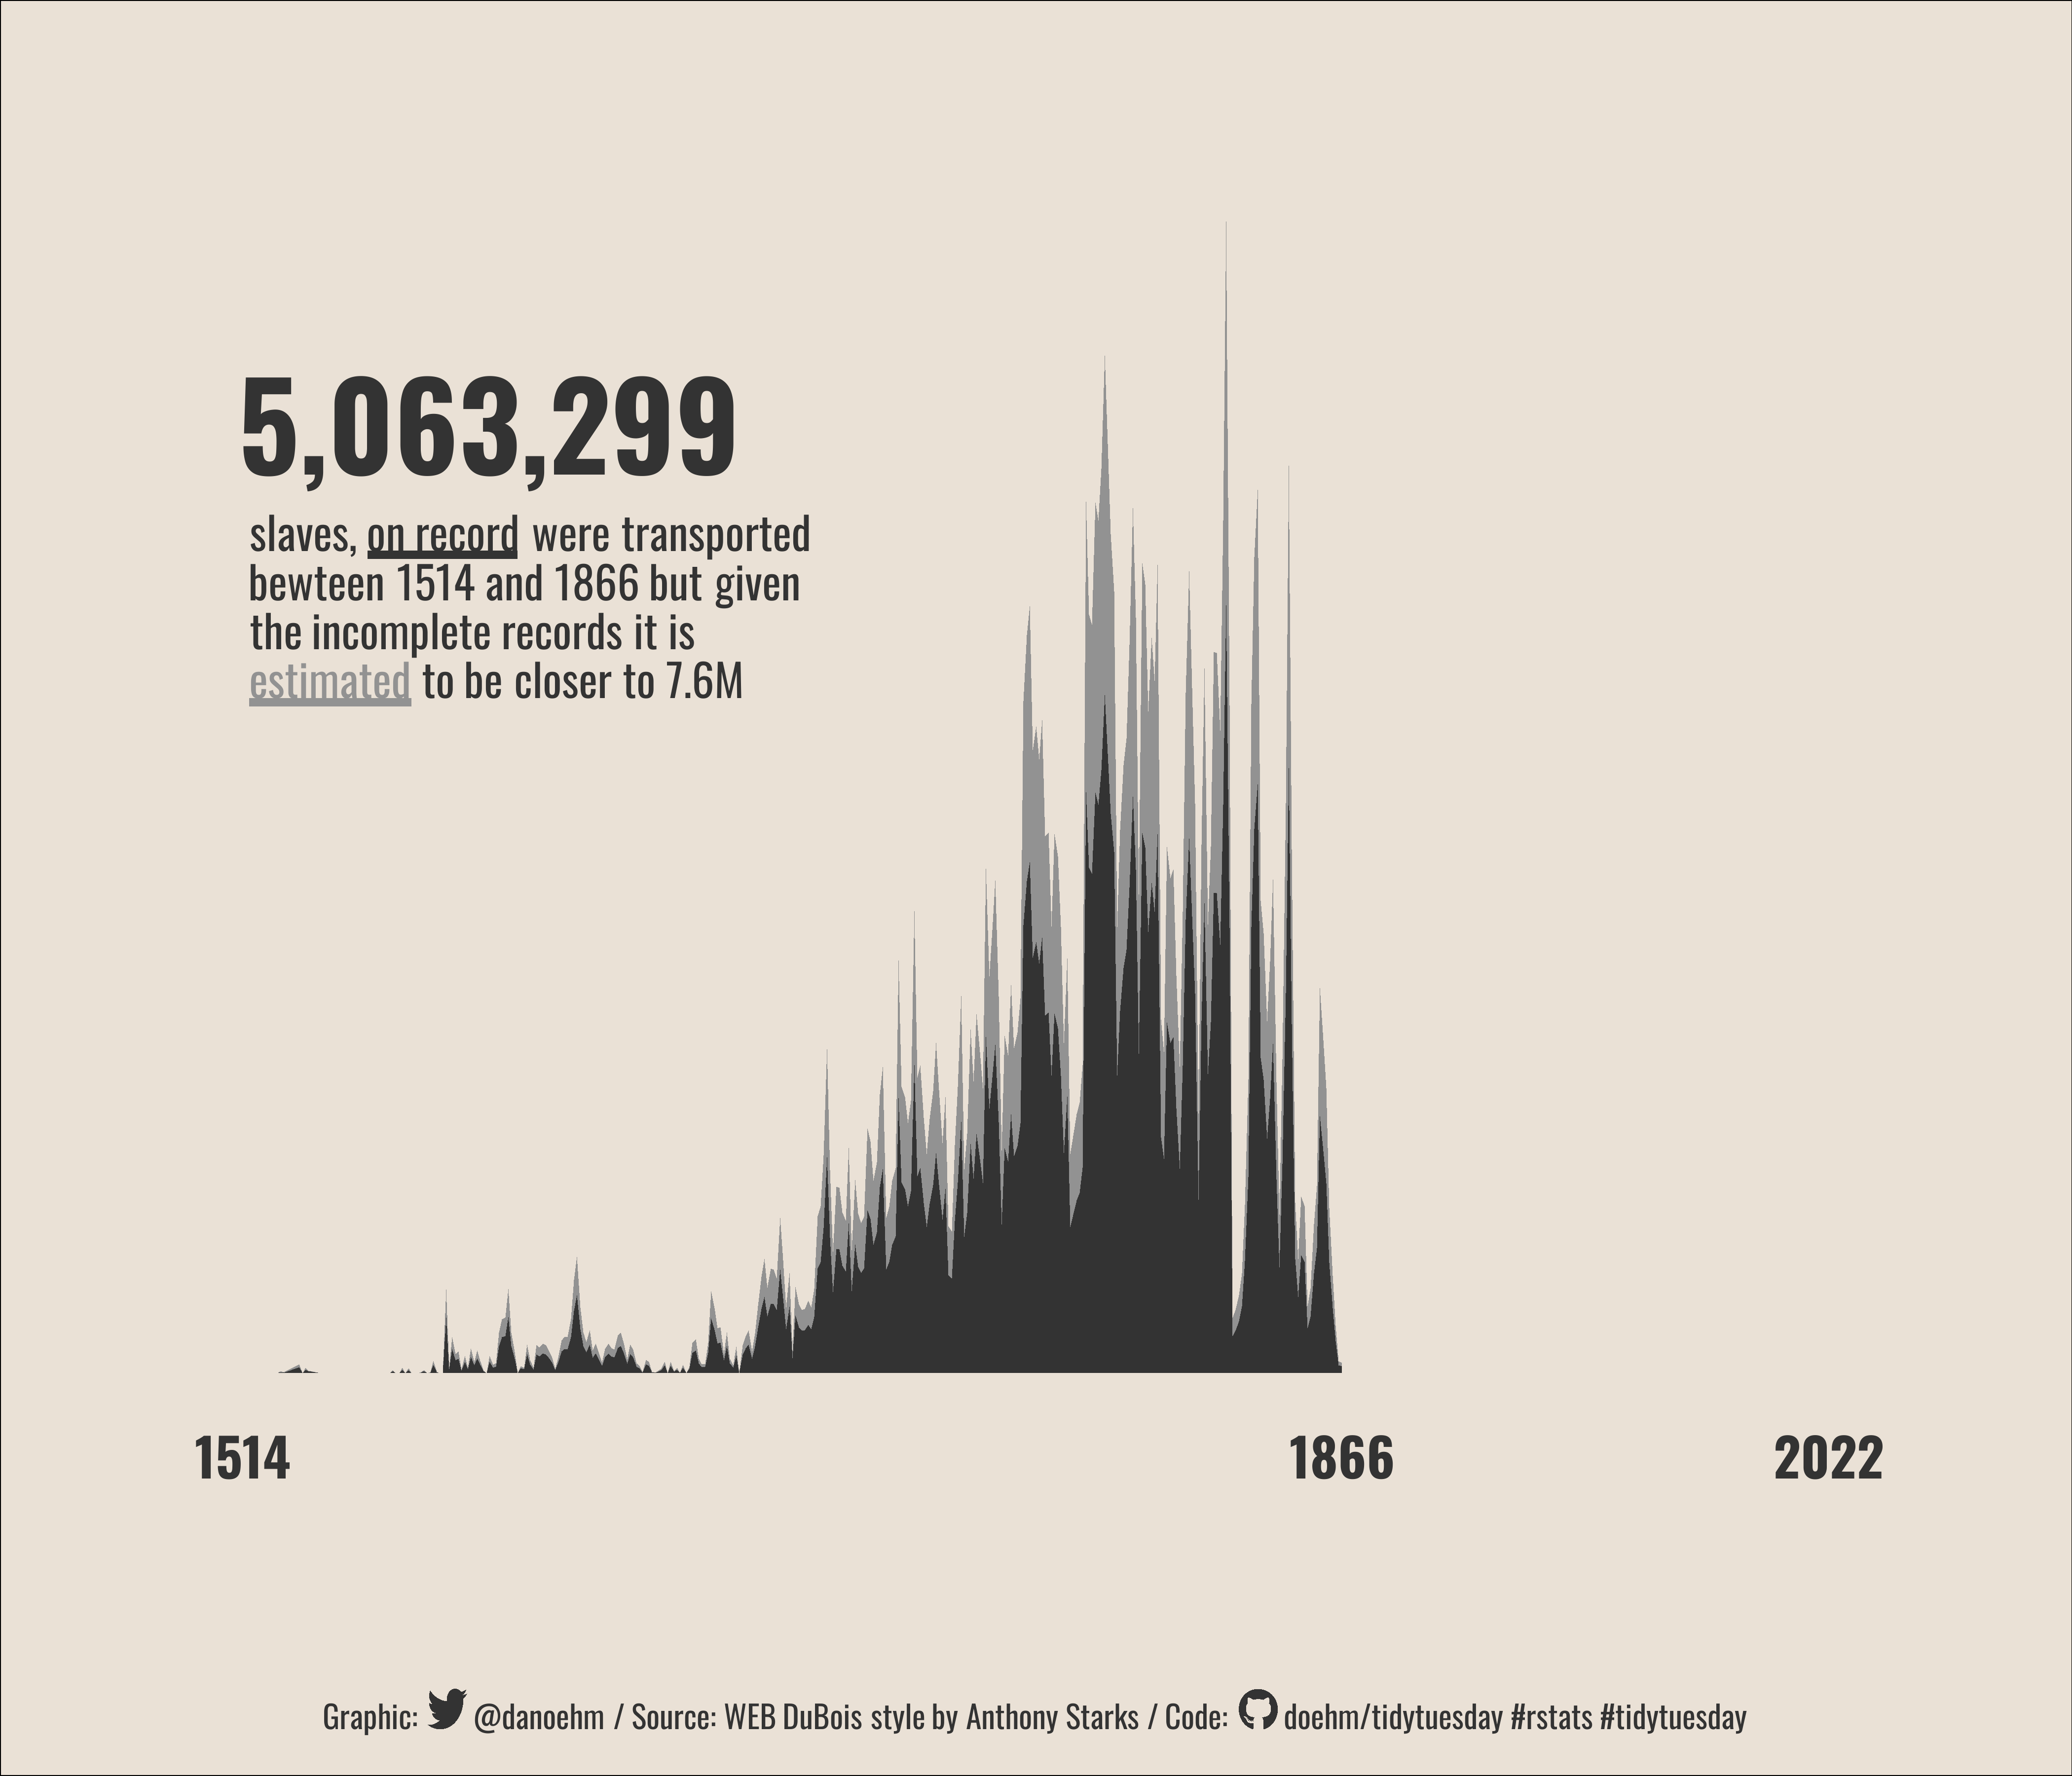 5,063,299
slaves, on record were transported
bewteen 1514 and 1866 but given
the incomplete records it is
estimated to be closer to 7.6M
1514 1866 2022
Graphic: @danoehm / Source: WEB DuBois style by Anthony Starks / Code: doehm/tidytuesday #rstats #tidytuesday